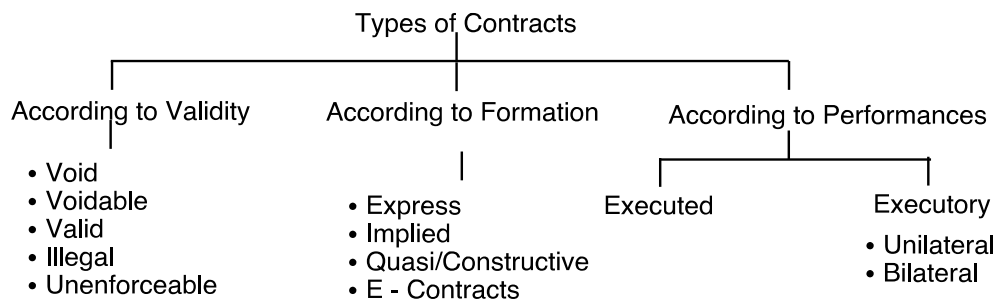 Types of Contracts
According to Validity
• Void
• Voidable
• Valid
• Illegal
• Unenforceable
According to Formation
• Express
• Implied
• Quasi/Constructive
• E - Contracts
According to Performances
Executed
Executory
• Unilateral
• Bilateral